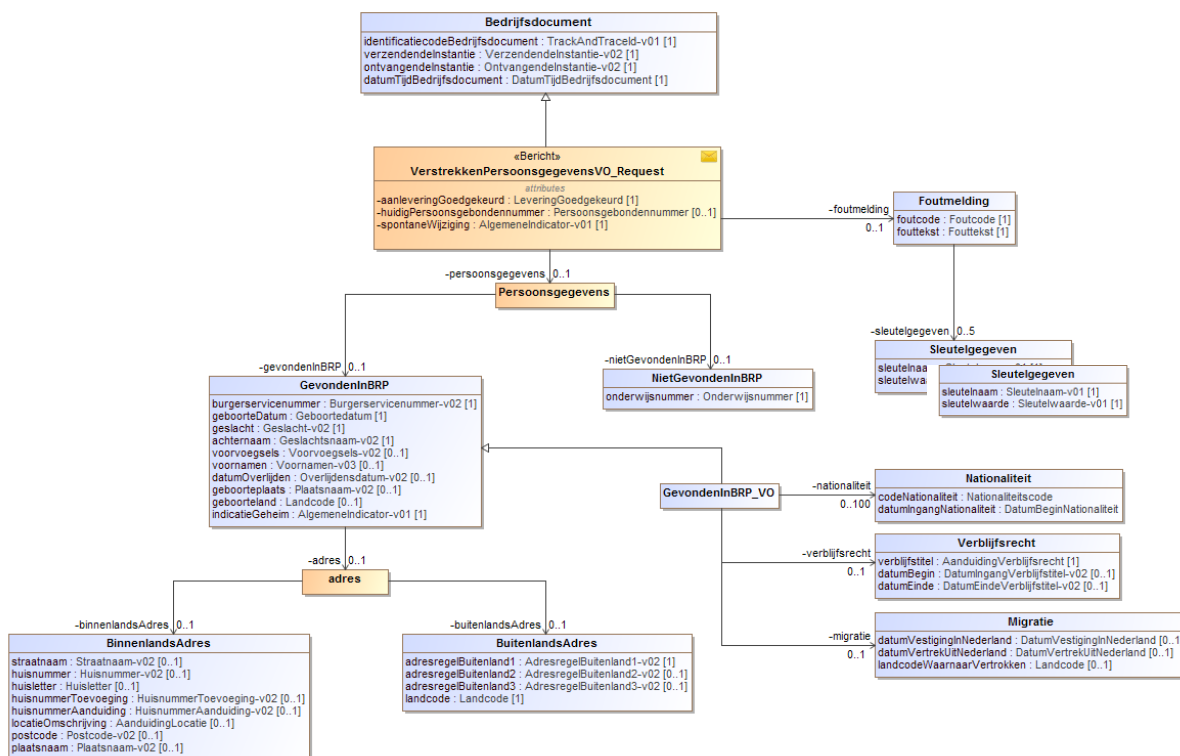 Bedrijfsdocument
identificatiecodeBedrijfsdocument : TrackAndTraceId-v01 [1]
verzendendeInstantie : VerzendendeInstantie-v02 [1]
ontvangendeInstantie : OntvangendeInstantie-v02 [1]
datumTijdBedrijfsdocument : DatumTijdBedrijfsdocument [1]
«Bericht»
VerstrekkenPersoonsgegevensVO_Request
attributes
-aanleveringGoedgekeurd : LeveringGoedgekeurd [1]
-huidigPersoonsgebondennummer : Persoonsgebondennummer [0..1]
-spontaneWijziging : AlgemeneIndicator-v01 [1]
-foutmelding
0..1
Foutmelding
foutcode : Foutcode [1]
fouttekst : Fouttekst [1]
-persoonsgegevens 0..1
Persoonsgegevens
-sleutelgegeven 0..5
Sleutelgegeven
sleutelnaa
sleutelwaa
Sleutelgegeven
sleutelnaam : Sleutelnaam-v01 [1]
sleutelwaarde : Sleutelwaarde-v01 [1]
-gevondenInBRP 0..1
-nietGevondenInBRP 0..1
GevondenInBRP
burgerservicenummer : Burgerservicenummer-v02 [1]
geboorteDatum : Geboortedatum [1]
geslacht : Geslacht-v02 [1]
achternaam : Geslachtsnaam-v02 [1]
voorvoegsels : Voorvoegsels-v02 [0..1]
voornamen : Voornamen-v03 [0..1]
datumOverlijden : Overlijdensdatum-v02 [0..1]
geboorteplaats : Plaatsnaam-v02 [0..1]
geboorteland : Landcode [0..1]
indicatieGeheim : AlgemeneIndicator-v01 [1]
NietGevondenInBRP
onderwijsnummer : Onderwijsnummer [1]
GevondenInBRP_VO
-nationaliteit
0..100
Nationaliteit
codeNationaliteit : Nationaliteitscode
datumIngangNationaliteit : DatumBeginNationaliteit
-verblijfsrecht
0..1
Verblijfsrecht
verblijfstitel : AanduidingVerblijfsrecht [1]
datumBegin : DatumIngangVerblijfstitel-v02 [0..1]
datumEinde : DatumEindeVerblijfstitel-v02 [0..1]
-migratie
0..1
Migratie
datumVestigingInNederland : DatumVestigingInNederland [0..1]
datumVertrekUitNederland : DatumVertrekUitNederland [0..1]
landcodeWaarnaarVertrokken : Landcode [0..1]
-adres 0..1
adres
-binnenlandsAdres 0..1
-buitenlandsAdres 0..1
BinnenlandsAdres
straatnaam : Straatnaam-v02 [0..1]
huisnummer : Huisnummer-v02 [0..1]
huisletter : Huisletter [0..1]
huisnummerToevoeging : HuisnummerToevoeging-v02 [0..1]
huisnummerAanduiding : HuisnummerAanduiding-v02 [0..1]
locatieOmschrijving : AanduidingLocatie [0..1]
postcode : Postcode-v02 [0..1]
plaatsnaam : Plaatsnaam-v02 [0..1]
BuitenlandsAdres
adresregelBuitenland1 : AdresregelBuitenland1-v02 [1]
adresregelBuitenland2 : AdresregelBuitenland2-v02 [0..1]
adresregelBuitenland3 : AdresregelBuitenland3-v02 [0..1]
landcode : Landcode [1]